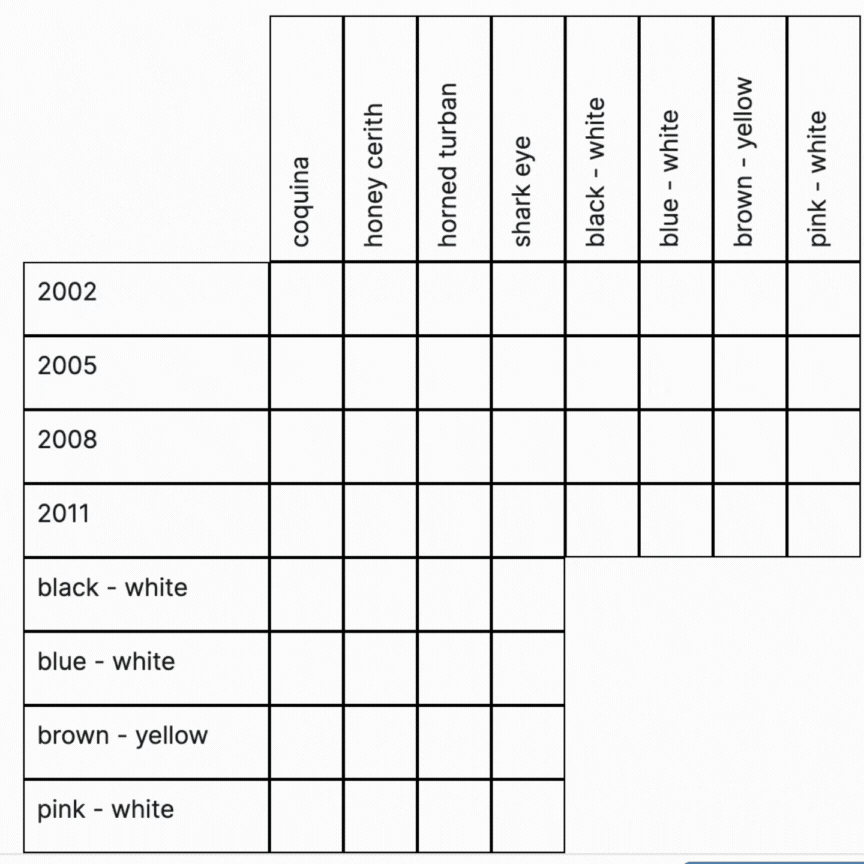 coquina
honey cerith
horned turban
shark eye
black - white
blue - white
brown - yellow
pink - white
2002
2005
2008
2011
black - white
blue - white
brown - yellow
pink - white